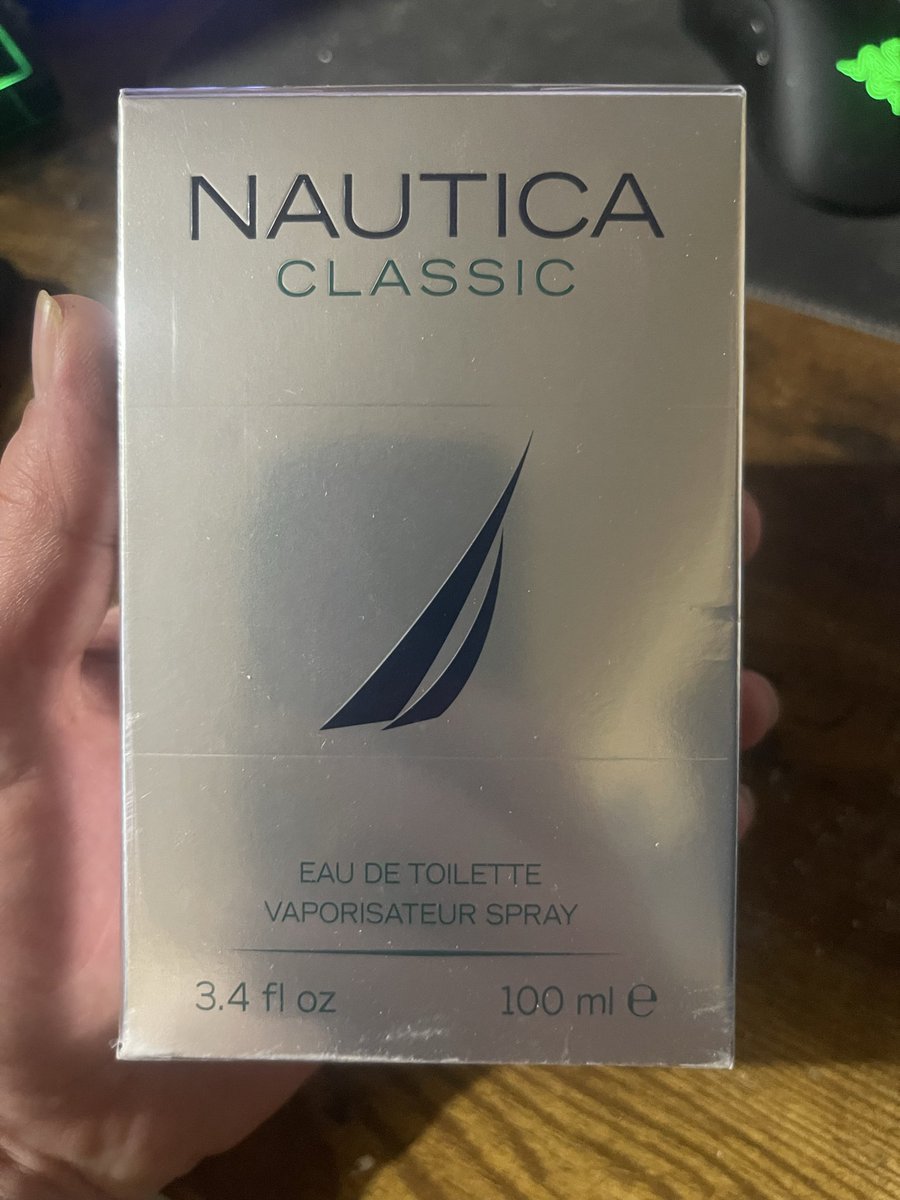 NAUTICA
CLASSIC
EAU DE TOILETTE
VAPORISATEUR SPRAY
3.4 fl oz 100 ml ℮